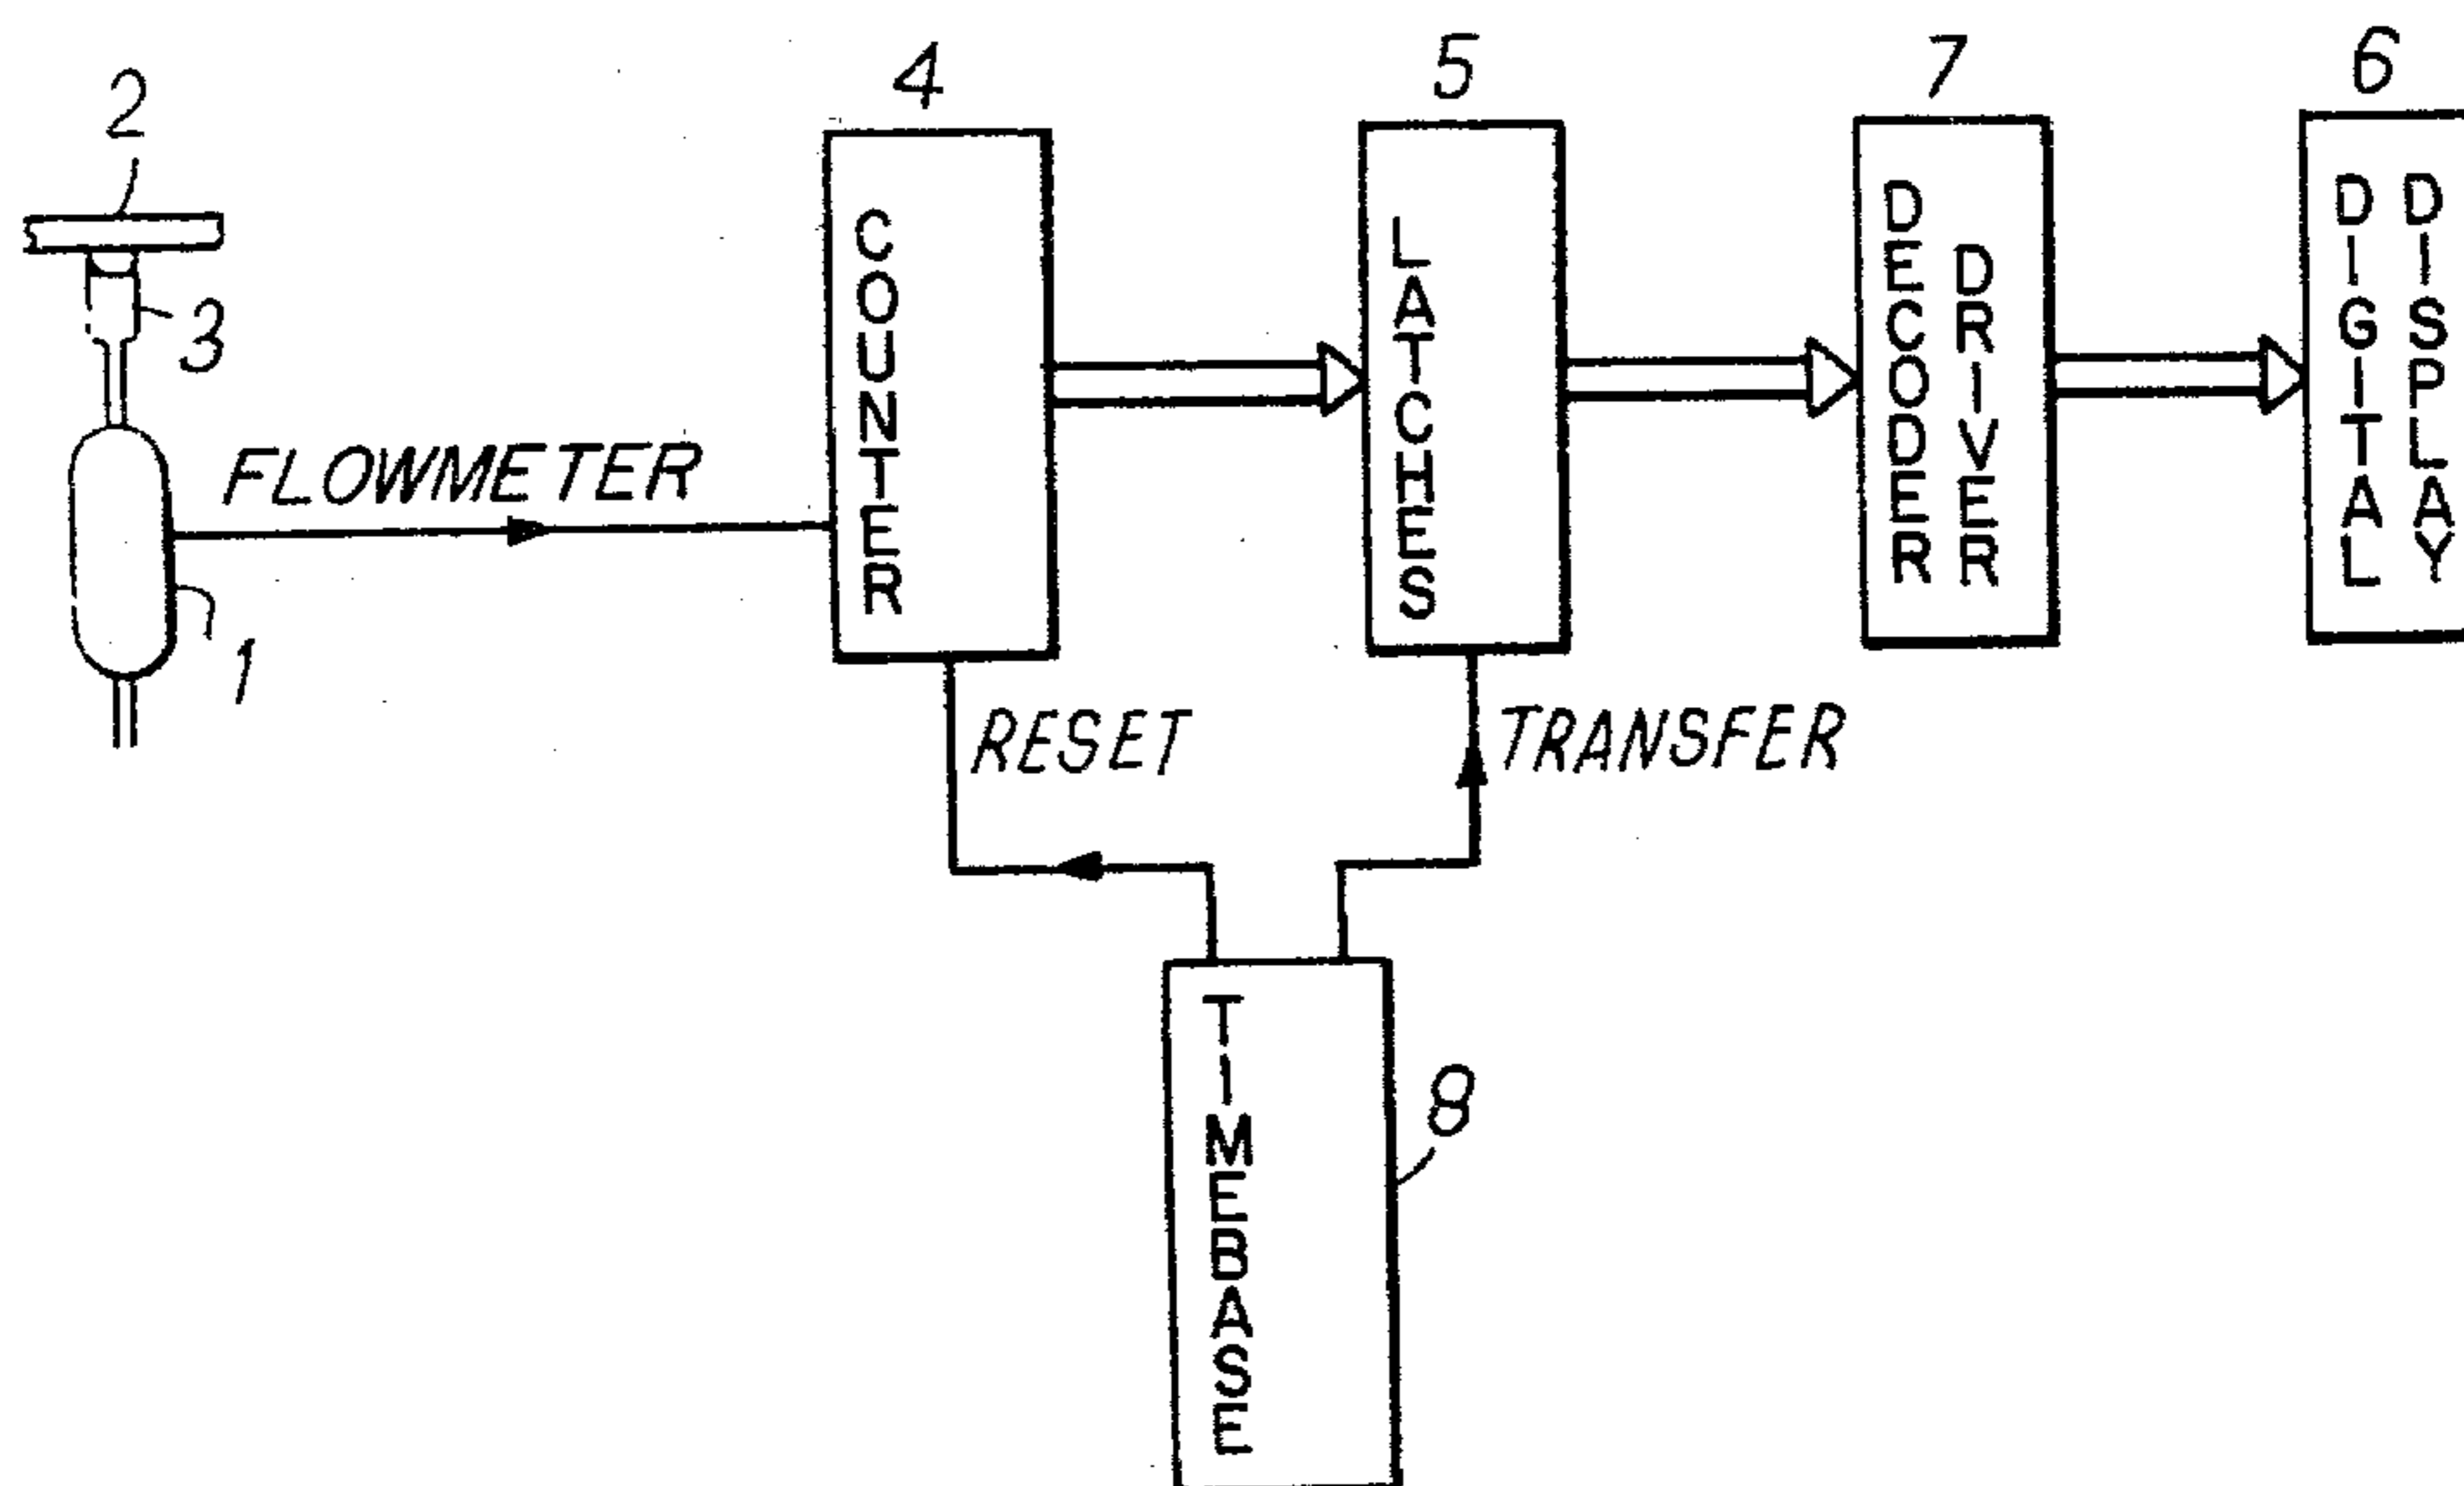 2
3
1
FLOWMETER
4
COUNTER
5
LATCHES
7
DECODER
DRIVER
6
DIGITAL
DISPLAY
RESET
TRANSFER
TIMEBASE
8